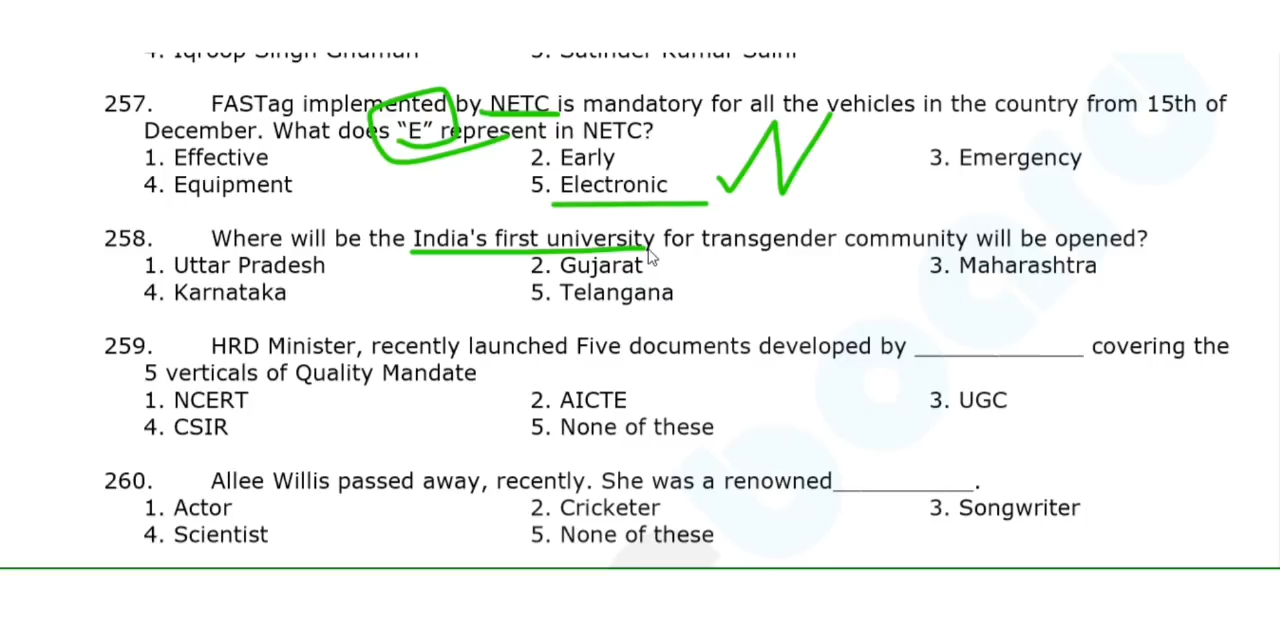 257. FASTag implemented by NETC is mandatory for all the vehicles in the country from 15th of
December. What does “E” represent in NETC?
1. Effective 2. Early 3. Emergency
4. Equipment 5. Electronic
258. Where will be the India's first university for transgender community will be opened?
1. Uttar Pradesh 2. Gujarat 3. Maharashtra
4. Karnataka 5. Telangana
259. HRD Minister, recently launched Five documents developed by ______________ covering the
5 verticals of Quality Mandate
1. NCERT 2. AICTE 3. UGC
4. CSIR 5. None of these
260. Allee Willis passed away, recently. She was a renowned____________.
1. Actor 2. Cricketer 3. Songwriter
4. Scientist 5. None of these